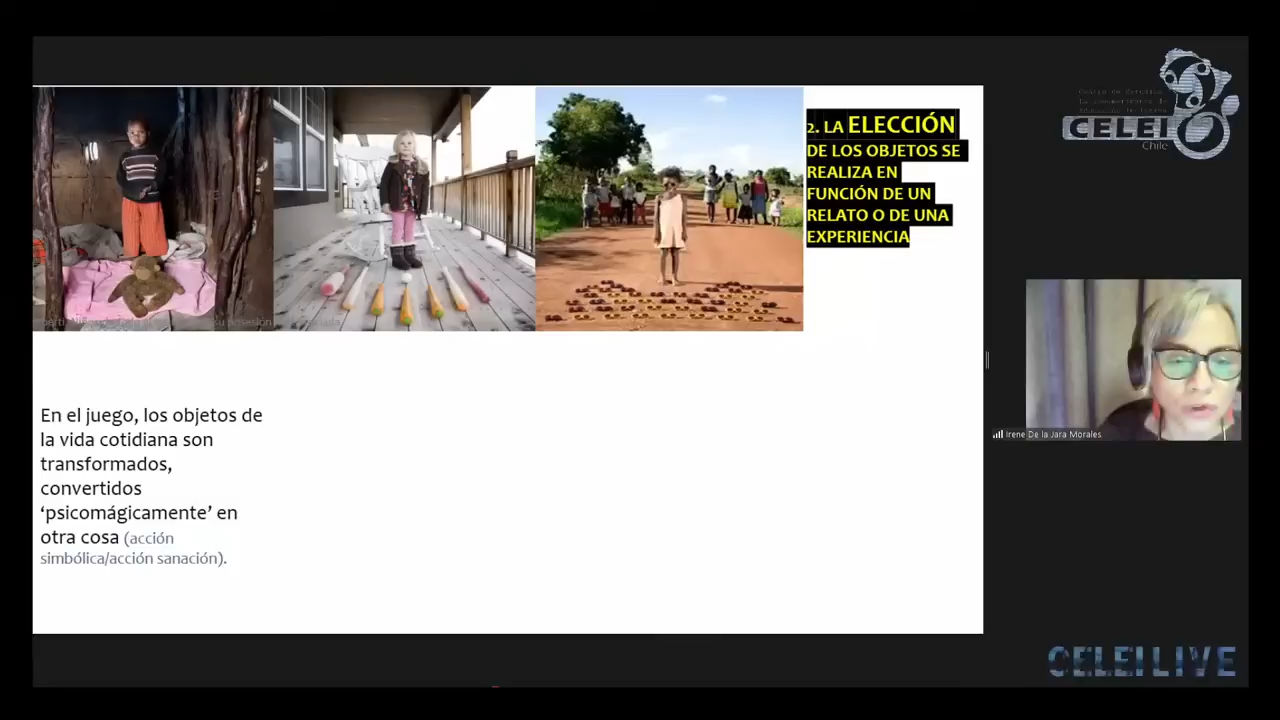 2. LA ELECCIÓN
DE LOS OBJETOS SE
REALIZA EN
FUNCIÓN DE UN
RELATO O DE UNA
EXPERIENCIA
En el juego, los objetos de
la vida cotidiana son
transformados,
convertidos
‘psicomágicamente’ en
otra cosa (acción
simbólica/acción sanación).
CELEI
Chile
Irene De la Jara Morales
CELEI LIVE